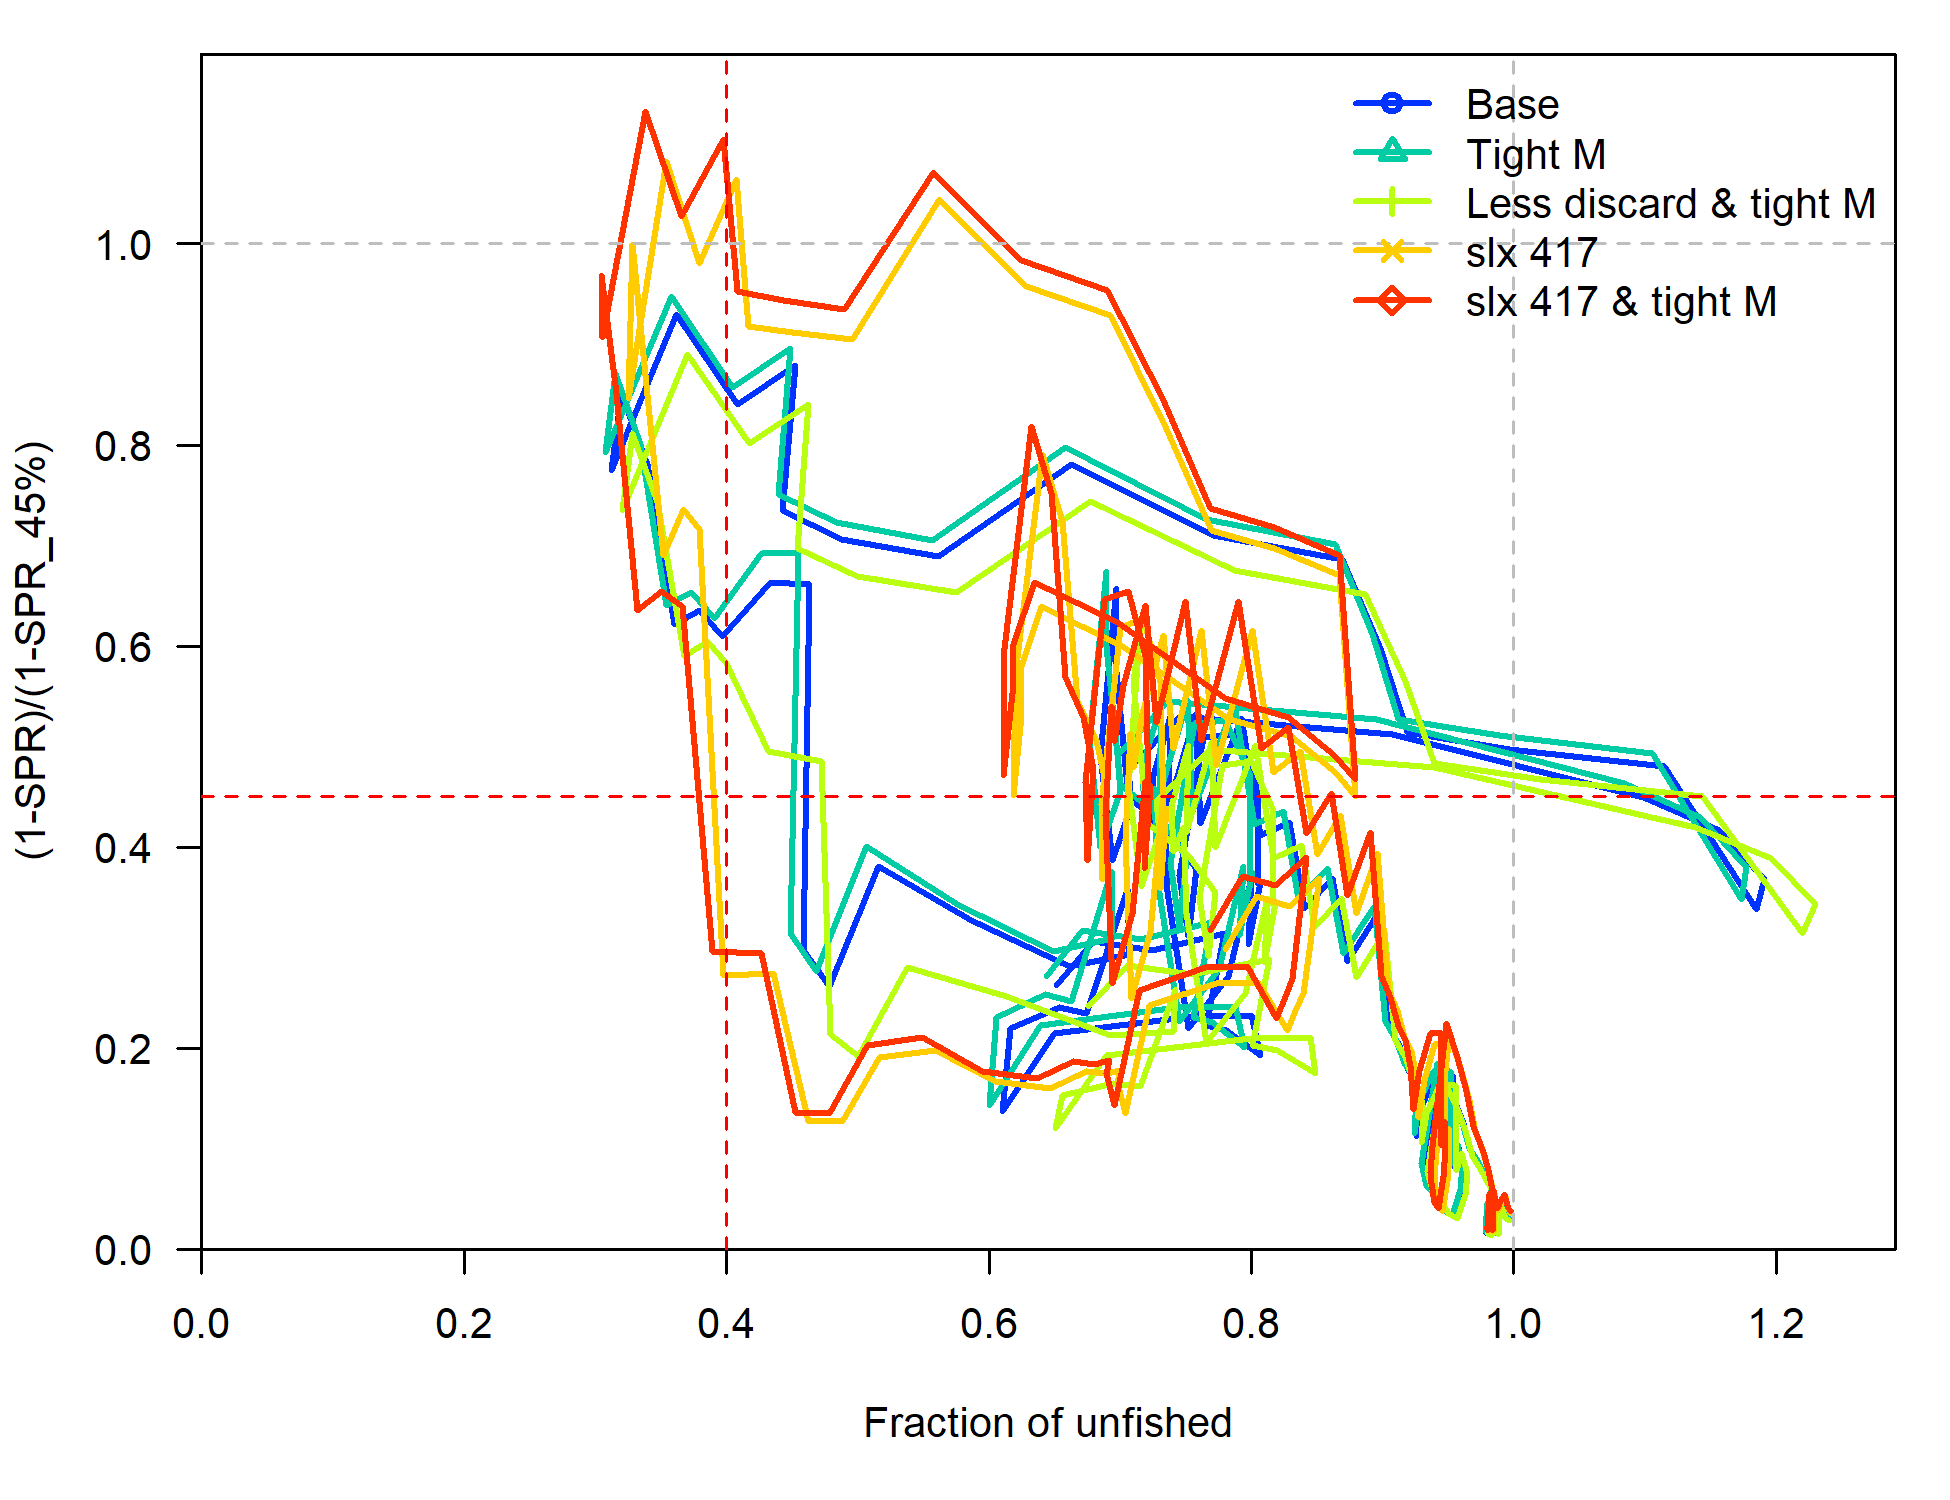 Base
Tight M
Less discard & tight M
slx 417
slx 417 & tight M
(1-SPR)/(1-SPR_45%)
1.0
0.8
0.6
0.4
0.2
0.0
0.0 0.2 0.4 0.6 0.8 1.0 1.2
Fraction of unfished